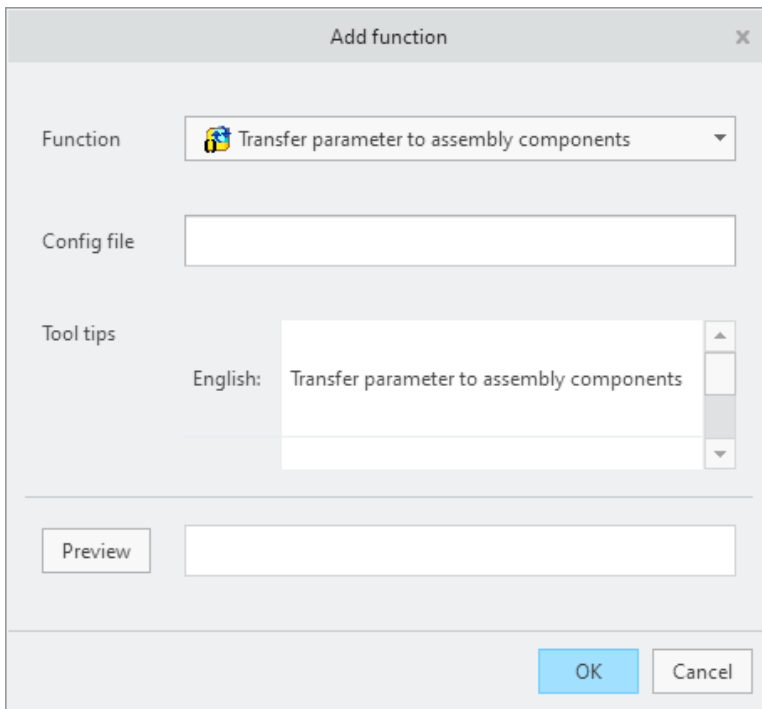 Add function
Function
Transfer parameter to assembly components
Config file
Tool tips
English:
Transfer parameter to assembly components
Preview
OK
Cancel